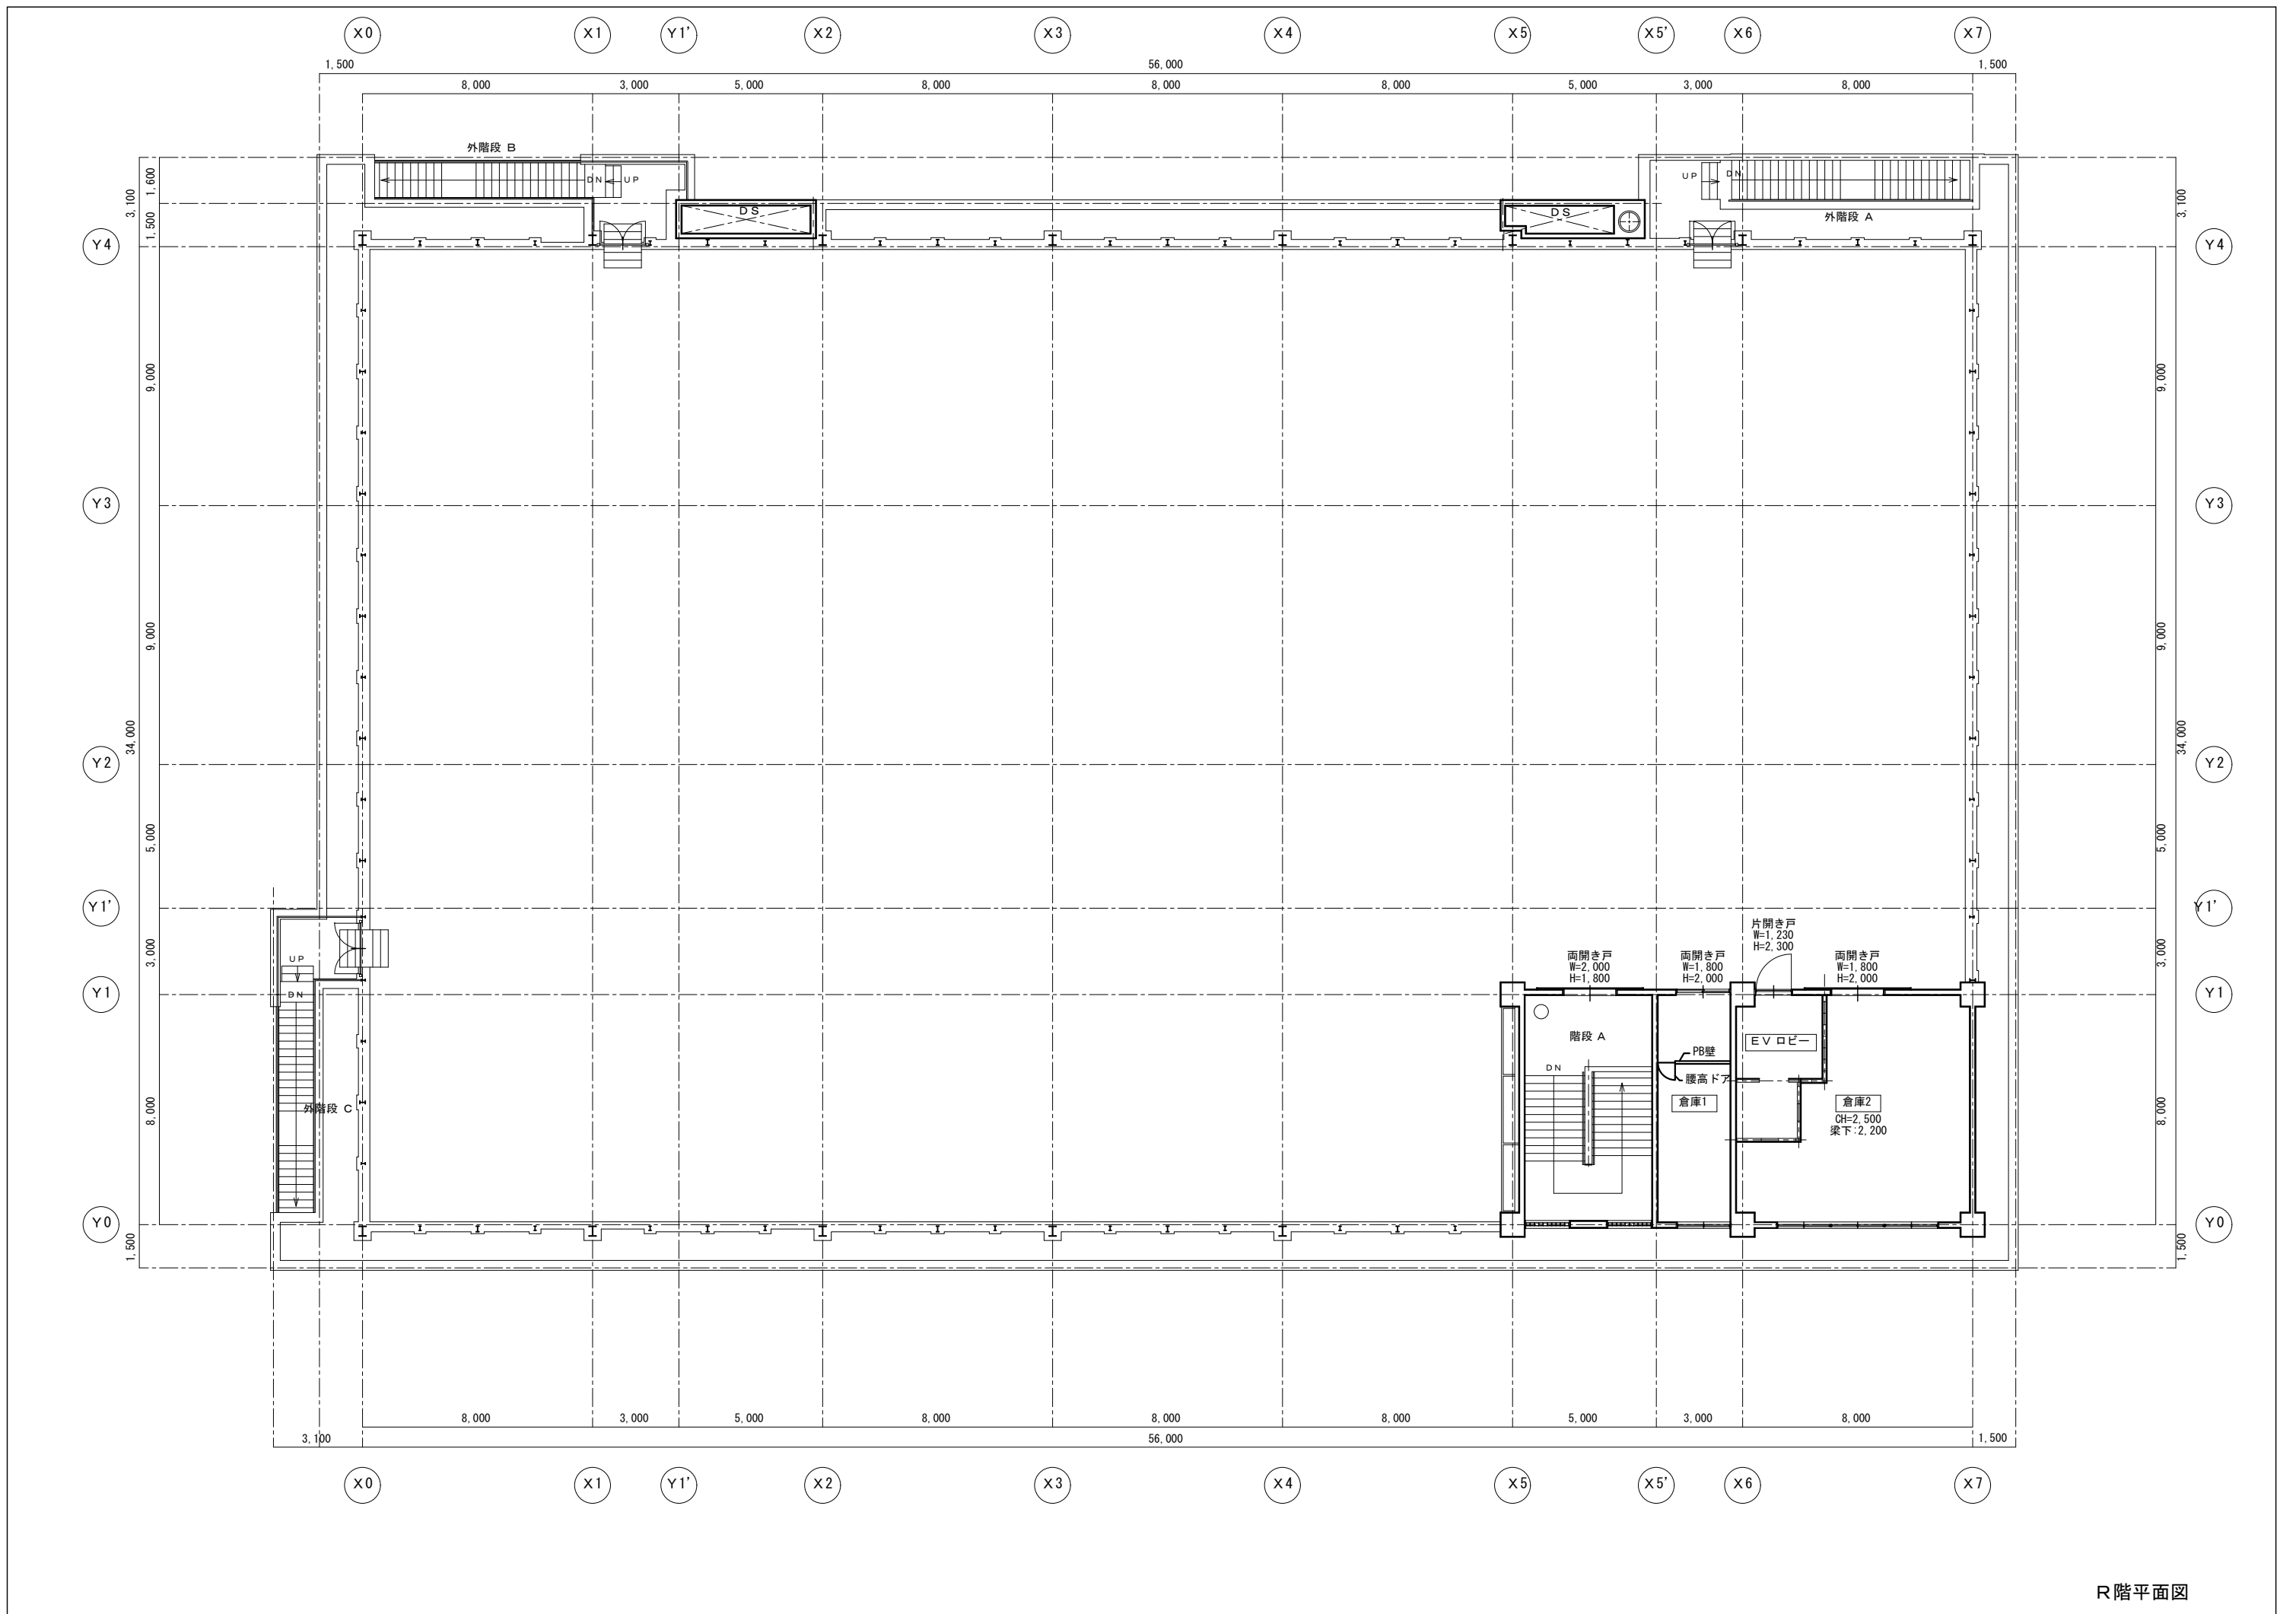 X0 X1 Y1' X2 X3 X4 X5 X5' X6 X7
1,500 56,000 1,500
8,000 3,000 5,000 8,000 8,000 8,000 5,000 3,000 8,000
外階段 B
DN UP
UP DN
外階段 A
DS
DS
3,100 1,600 1,500
3,100
Y4 Y4
9,000 9,000
Y3 Y3
9,000 9,000
34,000 34,000
Y2 Y2
5,000 5,000
Y1' Y1'
3,000 3,000
片開き戸
W=1,230
H=2,300
両開き戸
W=2,000
H=1,800
両開き戸
W=1,800
H=2,000
両開き戸
W=1,800
H=2,000
UP
DN
Y1 Y1
階段 A
DN
PB壁
腰高ドア
倉庫1
EV ロビー
倉庫2
CH=2,500
梁下:2,200
外階段 C
8,000 8,000
Y0 Y0
1,500 1,500
8,000 3,000 5,000 8,000 8,000 8,000 5,000 3,000 8,000
3,100 56,000 1,500
X0 X1 Y1' X2 X3 X4 X5 X5' X6 X7
R階平面図